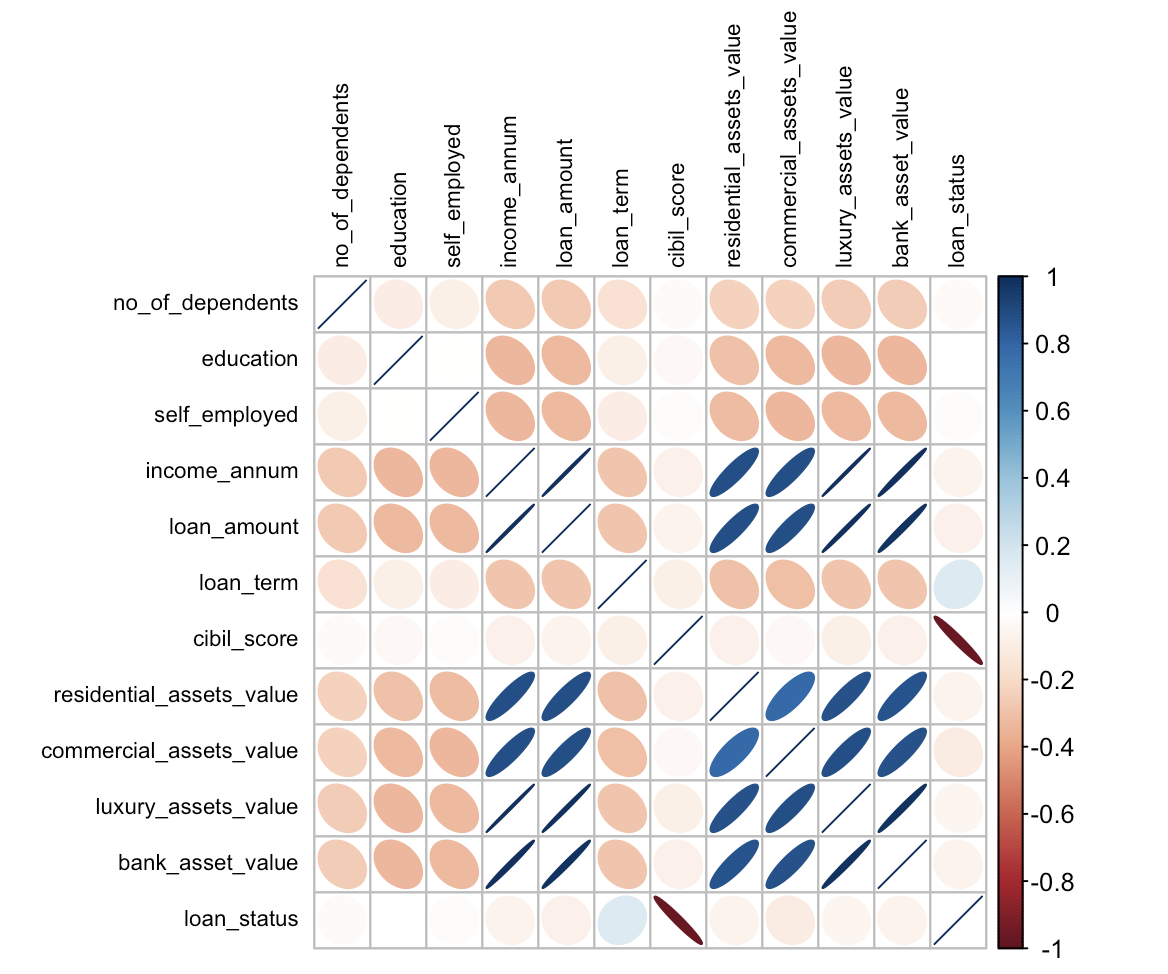 no_of_dependents
education
self_employed
income_annum
loan_amount
loan_term
cibil_score
residential_assets_value
commercial_assets_value
luxury_assets_value
bank_asset_value
loan_status
no_of_dependents
education
self_employed
income_annum
loan_amount
loan_term
cibil_score
residential_assets_value
commercial_assets_value
luxury_assets_value
bank_asset_value
loan_status
1
0.8
0.6
0.4
0.2
0
-0.2
-0.4
-0.6
-0.8
-1